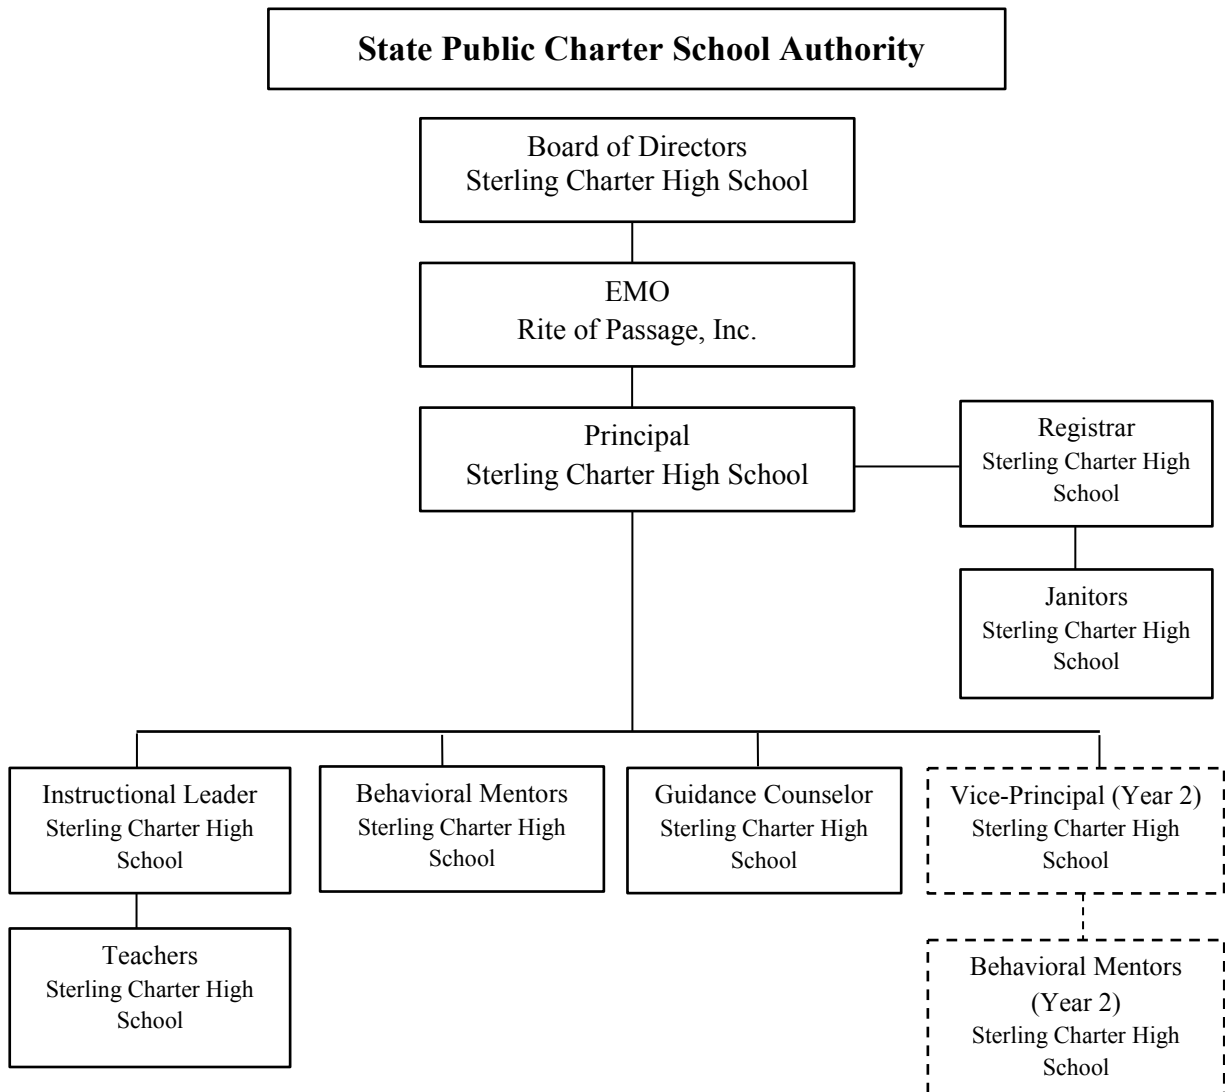 State Public Charter School Authority
Board of Directors
Sterling Charter High School
EMO
Rite of Passage, Inc.
Principal
Sterling Charter High School
Registrar
Sterling Charter High
School
Janitors
Sterling Charter High
School
Instructional Leader
Sterling Charter High
School
Behavioral Mentors
Sterling Charter High
School
Guidance Counselor
Sterling Charter High
School
Vice-Principal (Year 2)
Sterling Charter High
School
Teachers
Sterling Charter High
School
Behavioral Mentors
(Year 2)
Sterling Charter High
School